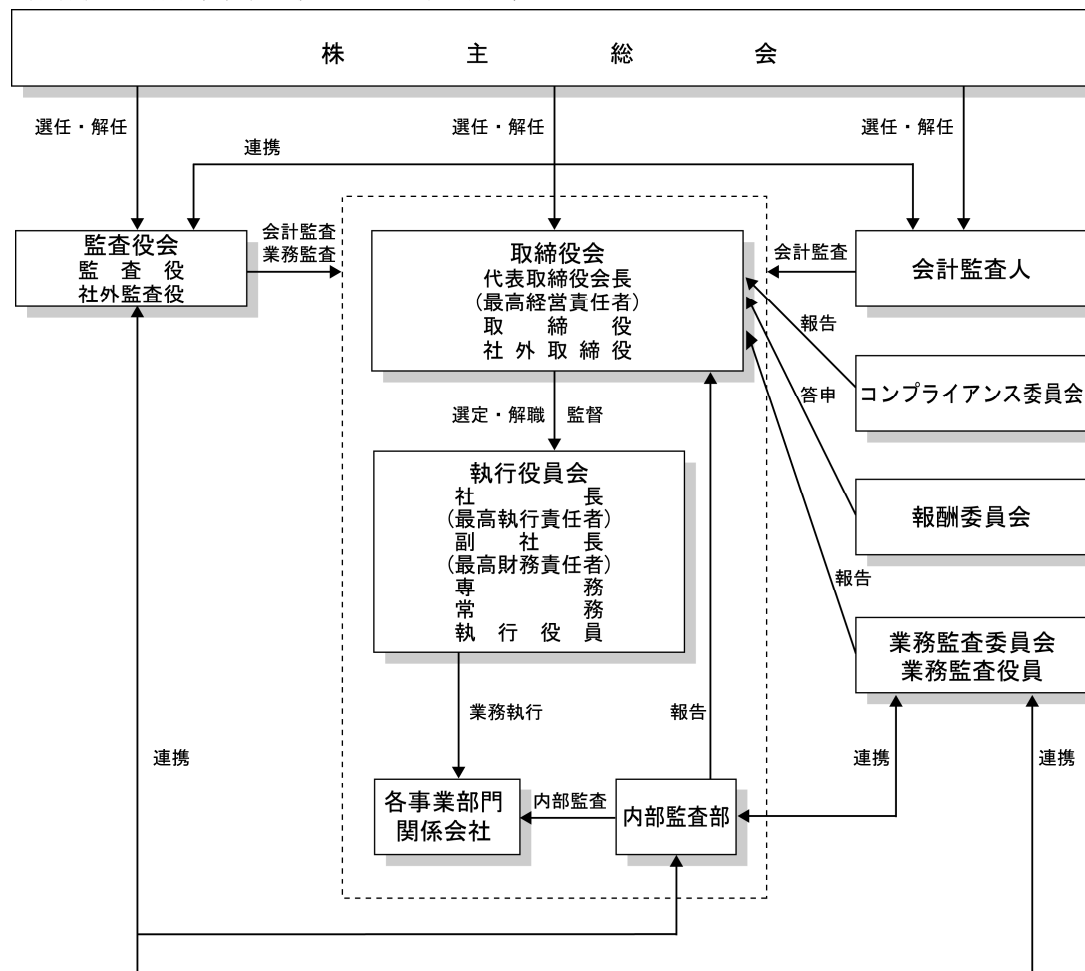 株主総会
選任・解任
選任・解任
選任・解任
連携
監査役会
監査役
社外監査役
会計監査
業務監査
取締役会
代表取締役会長
(最高経営責任者)
取締役
社外取締役
会計監査
会計監査人
報告
コンプライアンス委員会
答申
選定・解職
監督
執行役員会
社長
(最高執行責任者)
副社長
(最高財務責任者)
専務
常務
執行役員
報酬委員会
報告
業務監査委員会
業務監査役員
業務執行
報告
連携
連携
連携
各事業部門
関係会社
内部監査
内部監査部